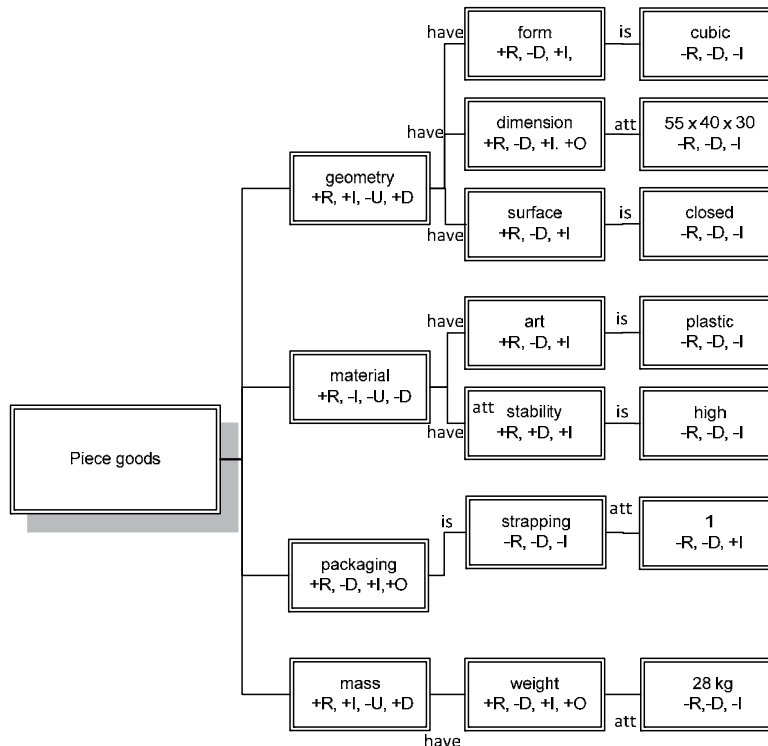 have
form
+R, -D, +I,
is
cubic
-R, -D, -I
have
dimension
+R, -D, +I. +O
att
55 x 40 x 30
-R, -D, -I
geometry
+R, +I, -U, +D
have
surface
+R, -D, +I
is
closed
-R, -D, -I
have
art
+R, -D, +I
is
plastic
-R, -D, -I
material
+R, -I, -U, -D
att
have
stability
+R, +D, +I
is
high
-R, -D, -I
Piece goods
is
strapping
-R, -D, -I
att
1
-R, -D, +I
packaging
+R, -D, +I,+O
mass
+R, +I, -U, +D
have
weight
+R, -D, +I, +O
att
28 kg
-R,-D, -I